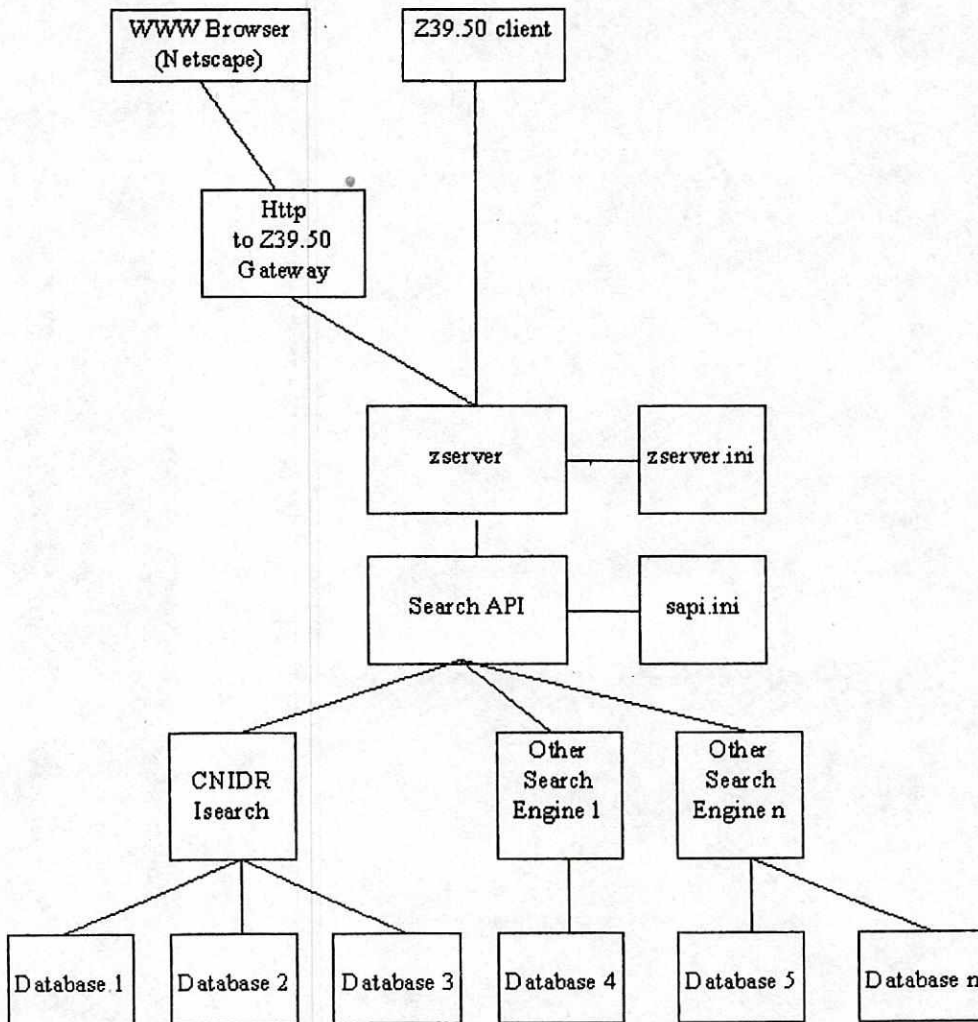 WWW Browser
(Netscape)
Z39.50 client
Http
to Z39.50
Gateway
zserver
zserver.ini
Search API
sapi.ini
CNIDR
Isearch
Other
Search
Engine 1
Other
Search
Engine n
Database 1
Database 2
Database 3
Database 4
Database 5
Database n